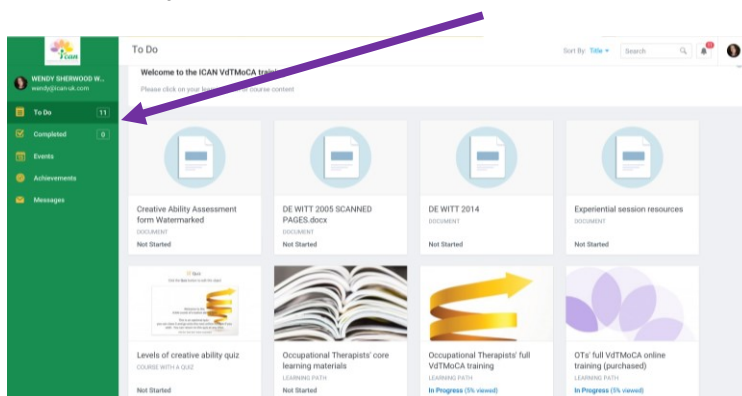 ican
To Do
Sort By: Title
Search
WENDY SHERWOOD W...
wendy@ican-uk.com
Welcome to the ICAN VdTMoCA
Please click on your
course content
To Do
11
Completed
0
Events
Achievements
Messages
Creative Ability Assessment
form Watermarked
DOCUMENT
Not Started
DE WITT 2005 SCANNED
PAGES.docx
DOCUMENT
Not Started
DE WITT 2014
DOCUMENT
Not Started
Experiential session resources
DOCUMENT
Not Started
Levels of creative ability quiz
COURSE WITH A QUIZ
Not Started
Occupational Therapists' core
learning materials
LEARNING PATH
Not Started
Occupational Therapists' full
VdTMoCA training
LEARNING PATH
In Progress (5% viewed)
OTs' full VdTMoCA online
training (purchased)
LEARNING PATH
In Progress (5% viewed)